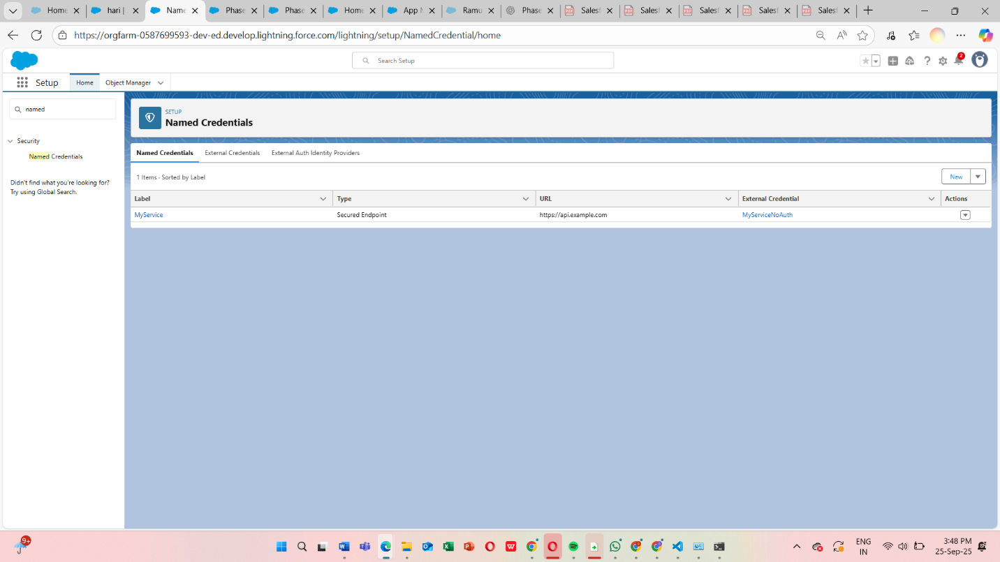 Home
hari |
Name
Phase
Phase
Home
App M
Ramu
Phase
Salesf
Salesf
Salesf
Salesf
Salesf
https://orgfarm-0587699593-dev-ed.develop.lightning.force.com/lightning/setup/NamedCredential/home
Search Setup
2
Setup
Home
Object Manager
named
Security
Named Credentials
Didn't find what you're looking for?
Try using Global Search.
SETUP
Named Credentials
Named Credentials
External Credentials
External Auth Identity Providers
1 Items · Sorted by Label
New
Label
Type
URL
External Credential
Actions
MyService
Secured Endpoint
https://api.example.com
MyServiceNoAuth
9+
ENG
IN
3:48 PM
25-Sep-25